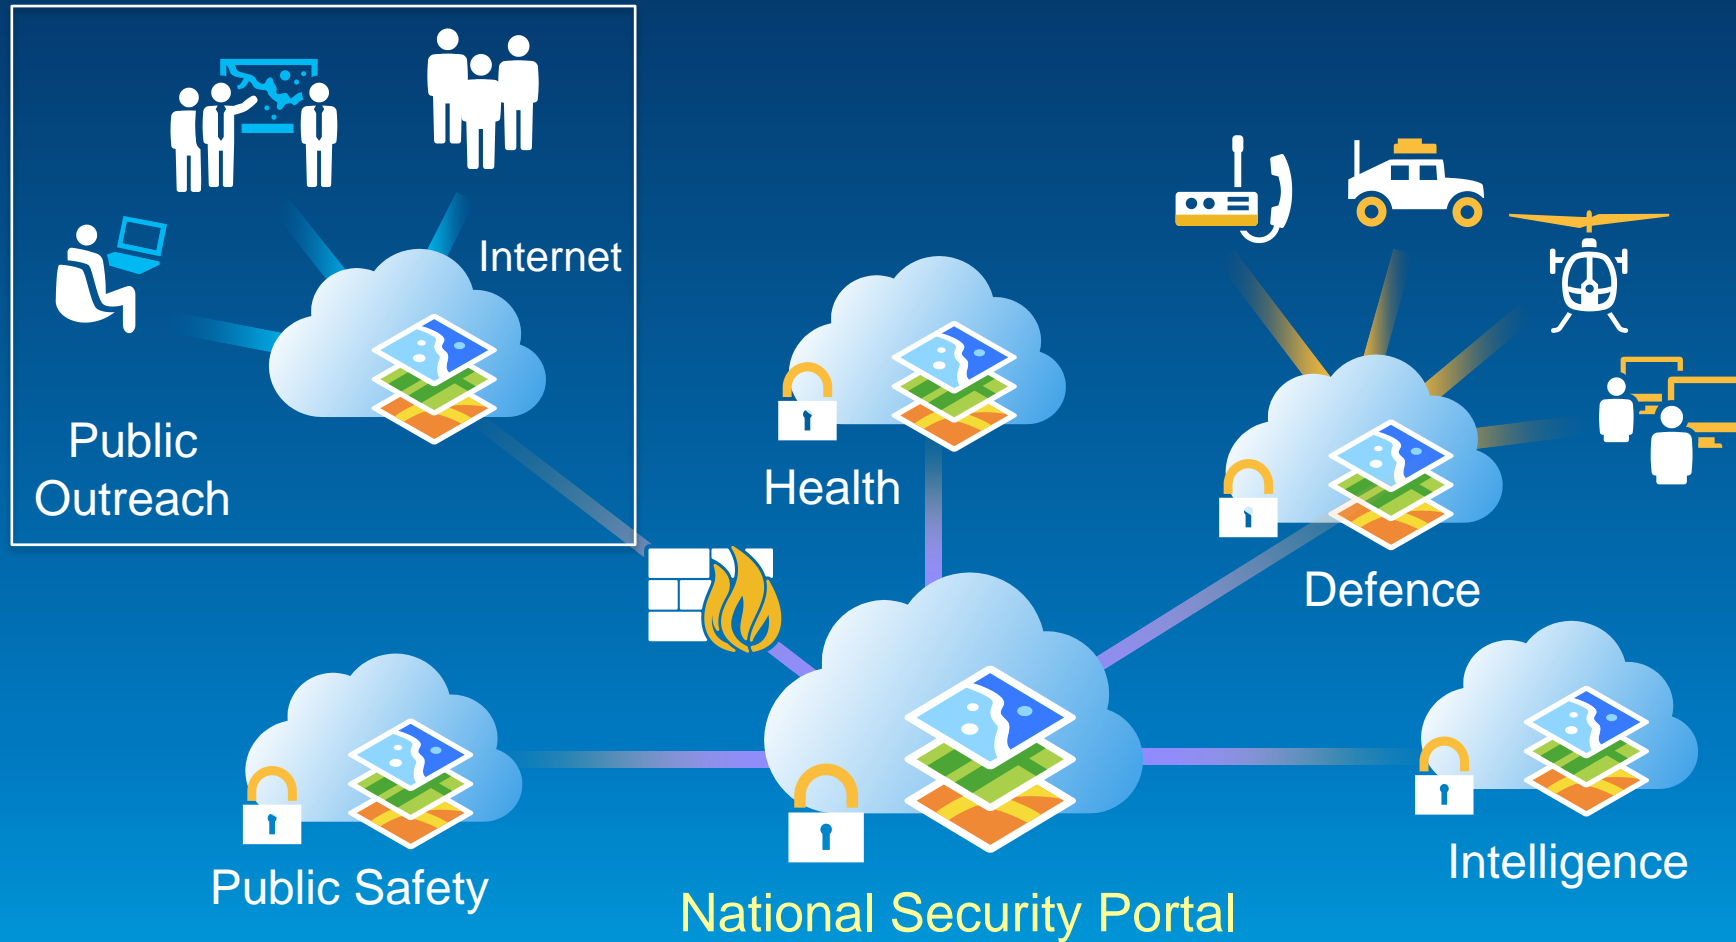 Internet
Public
Outreach
Health
Defence
Public Safety
Intelligence
National Security Portal